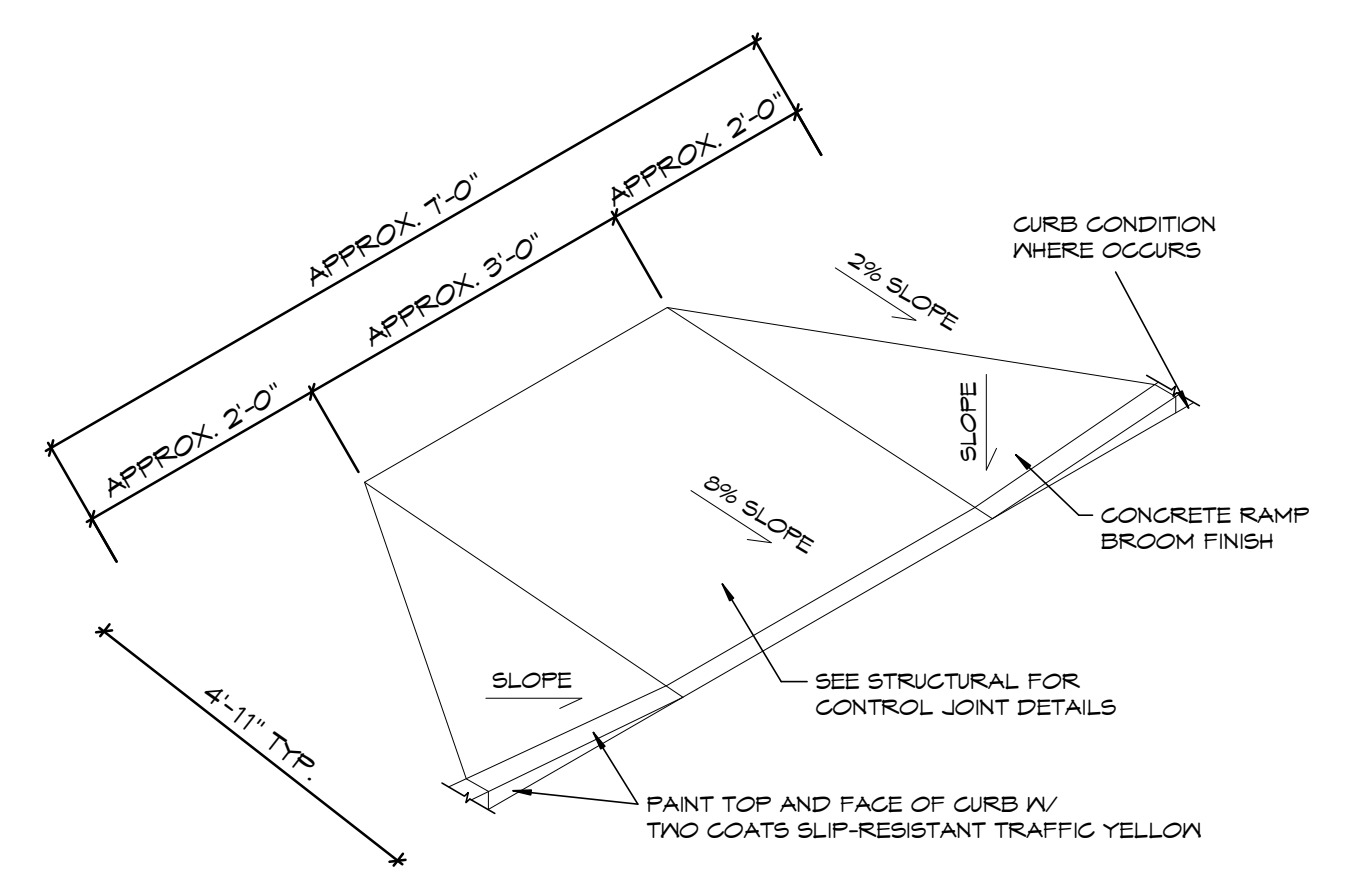 APPROX. 7'-0"
APPROX. 2'-0"
APPROX. 3'-0"
APPROX. 2'-0"
CURB CONDITION
WHERE OCCURS
2% SLOPE
SLOPE
8% SLOPE
CONCRETE RAMP
BROOM FINISH
SLOPE
SEE STRUCTURAL FOR
CONTROL JOINT DETAILS
4'-11" TYP.
PAINT TOP AND FACE OF CURB W/
TWO COATS SLIP-RESISTANT TRAFFIC YELLOW